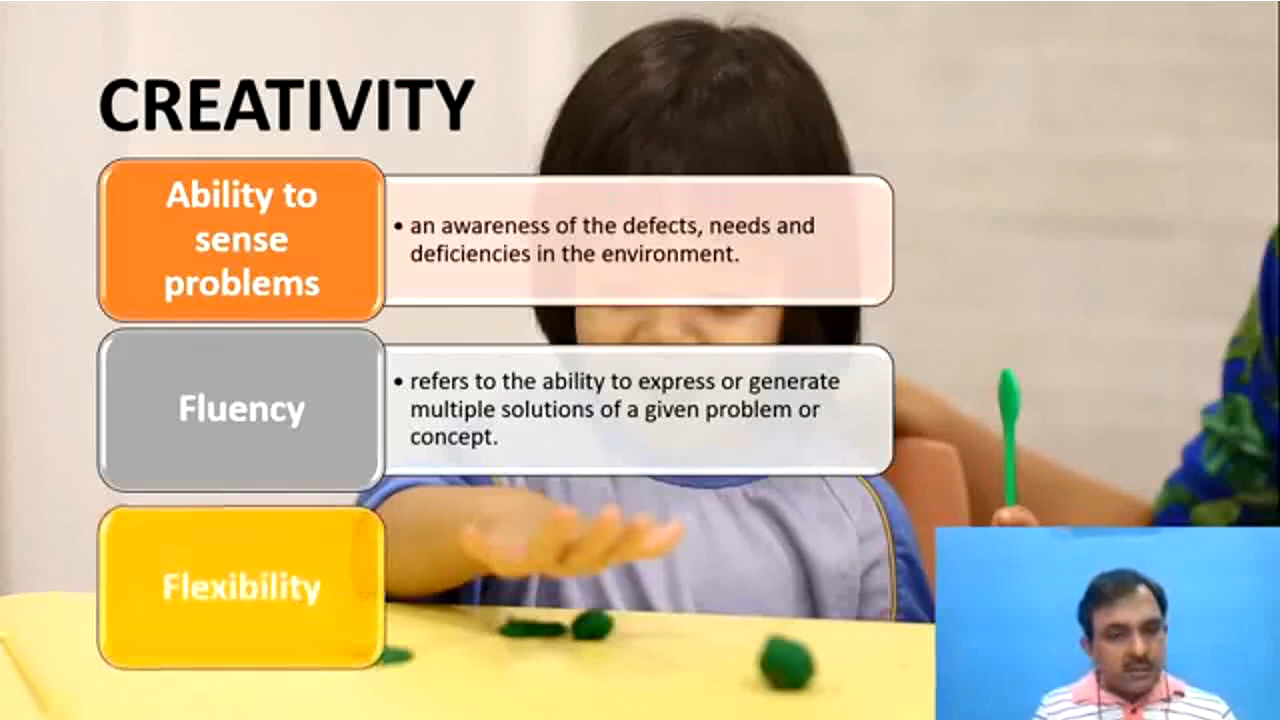 CREATIVITY
Ability to
sense
problems
• an awareness of the defects, needs and
deficiencies in the environment.
Fluency
• refers to the ability to express or generate
multiple solutions of a given problem or
concept.
Flexibility